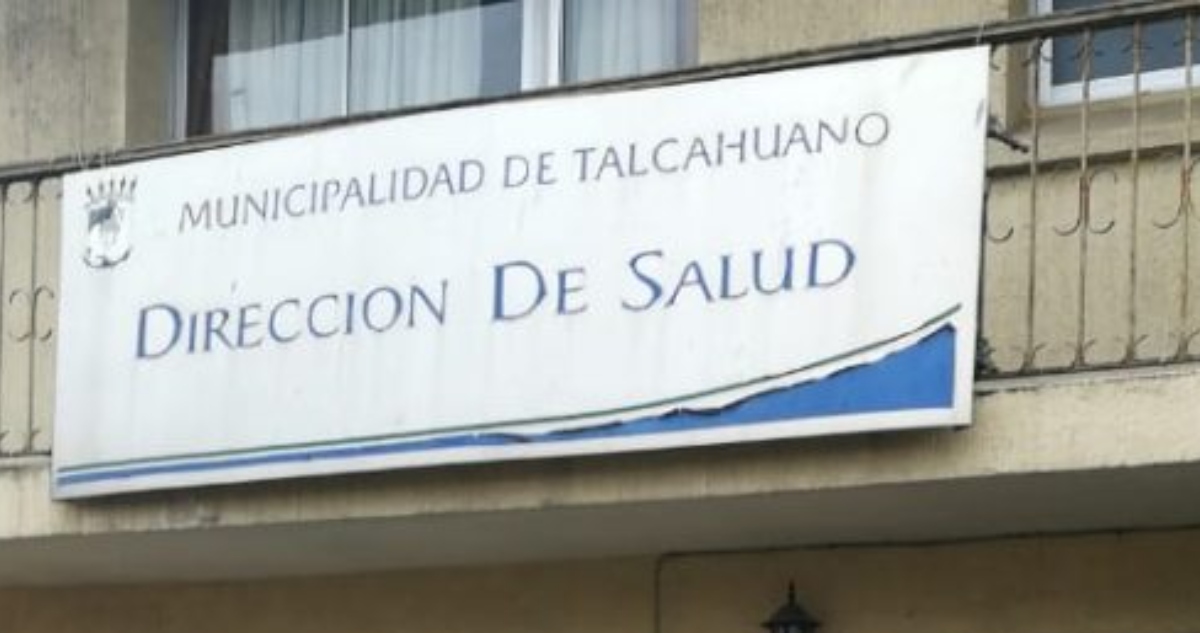 MUNICIPALIDAD DE TALCAHUANO
DIRECCION DE SALUD